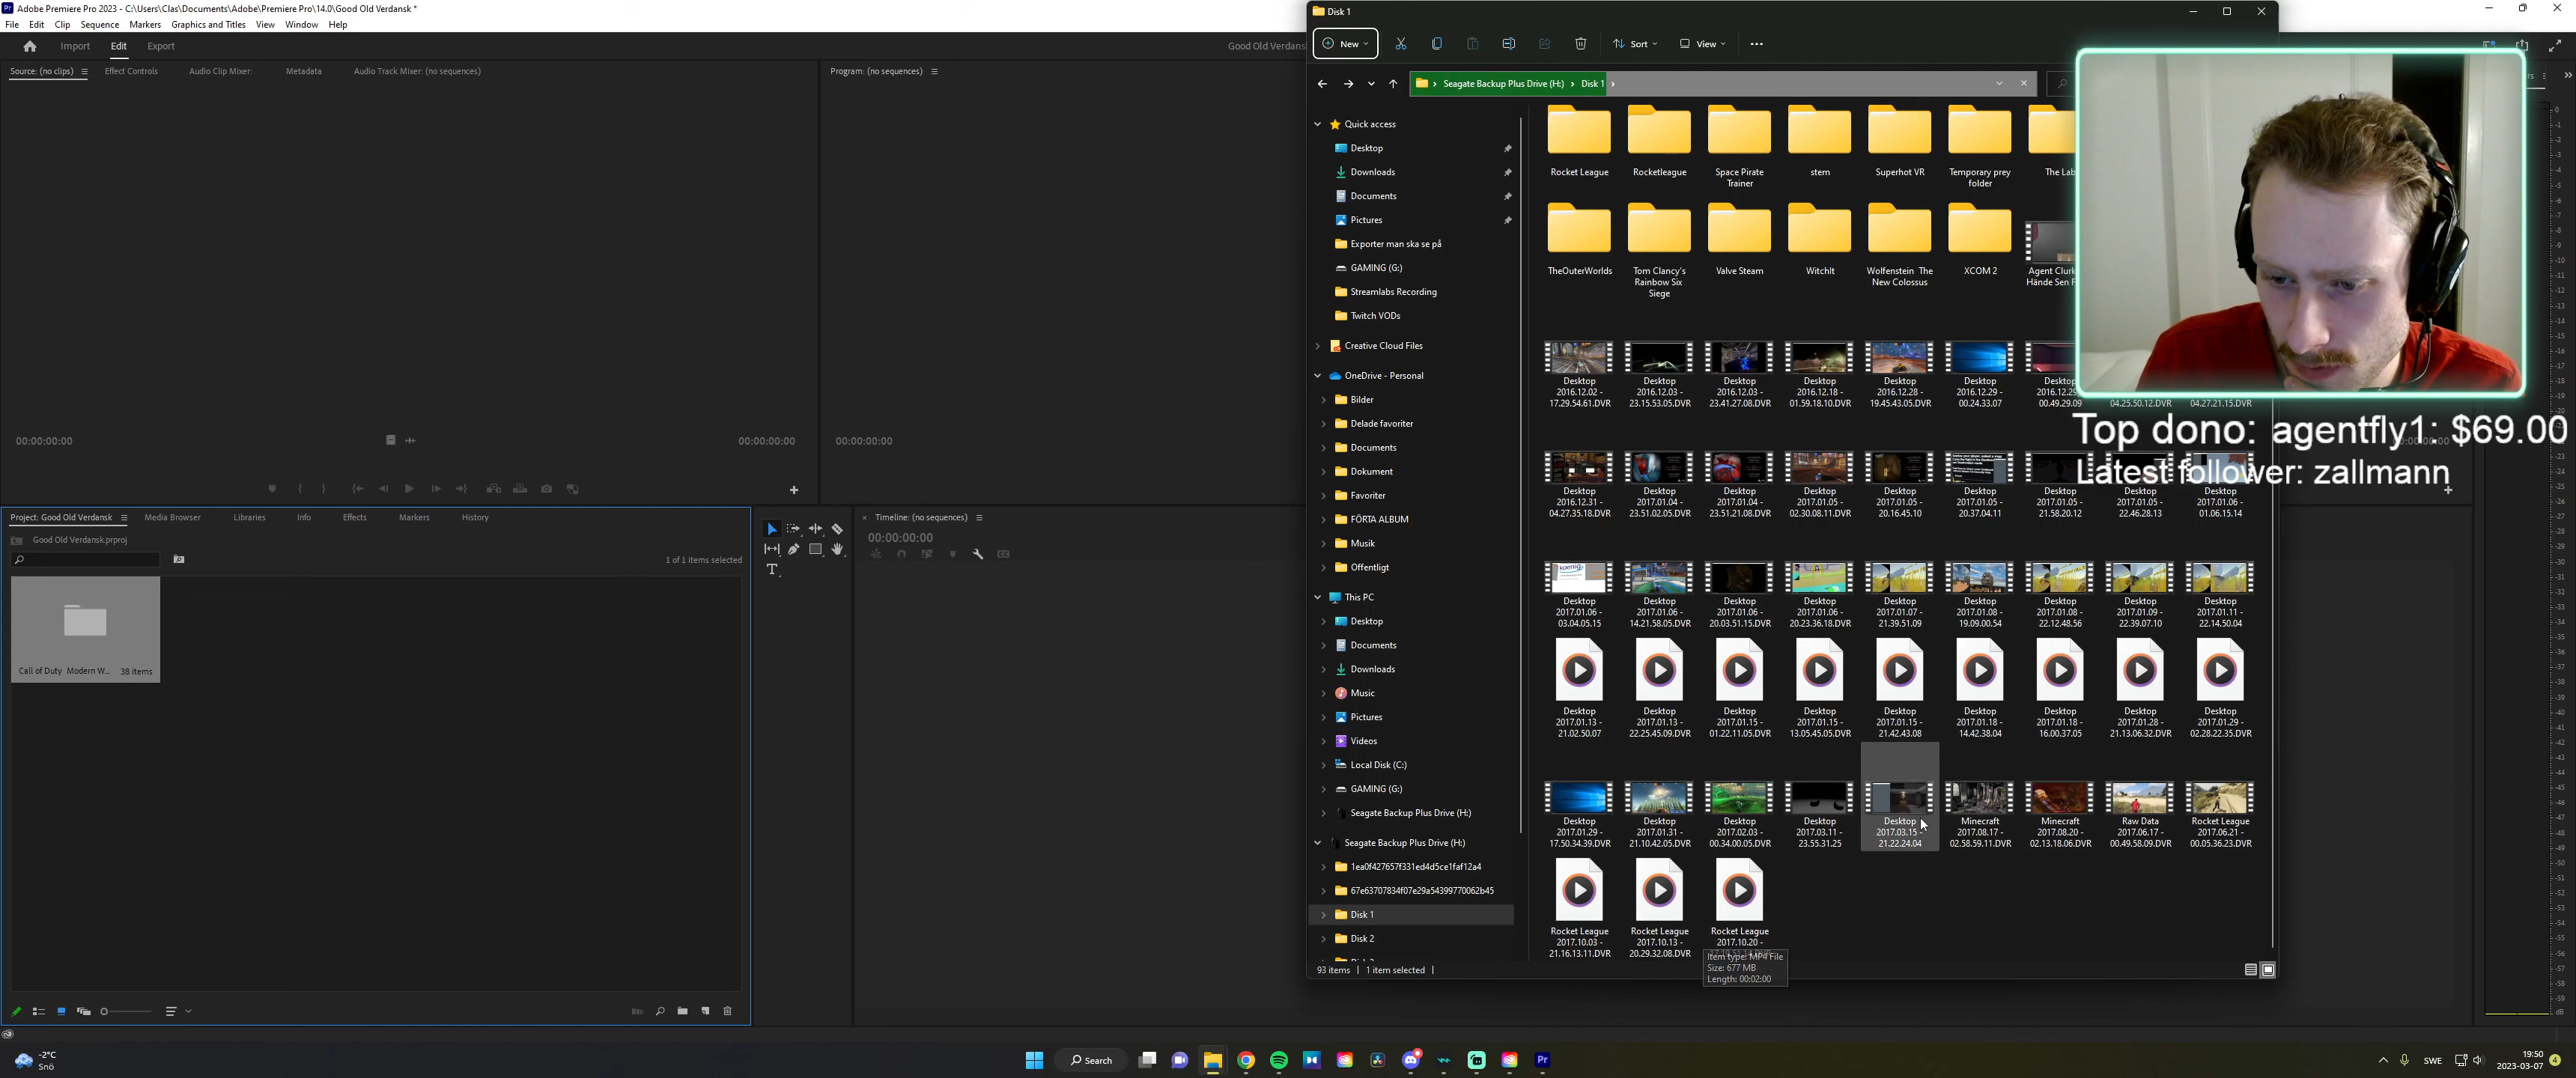 Adobe Premiere Pro 2023 - C:\Users\Clas\Documents\Adobe\Premiere Pro\14.0\Good Old Verdansk *
File Edit Clip Sequence Markers Graphics and Titles View Window Help
Import Edit Export
Good Old Verdans
Source: (no clips) Effect Controls Audio Clip Mixer: Metadata Audio Track Mixer: (no sequences)
Program: (no sequences)
00:00:00:00 00:00:00:00 00:00:00:00
Project: Good Old Verdansk Media Browser Libraries Info Effects Markers History
Good Old Verdansk.prproj
1 of 1 items selected
Call of Duty Modern W... 38 items
Timeline: (no sequences)
00:00:00:00
Disk 1
New Sort View
Seagate Backup Plus Drive (H:) Disk 1
Quick access
Desktop
Downloads
Documents
Pictures
Exporter man ska se på
GAMING (G:)
Streamlabs Recording
Twitch VODs
Creative Cloud Files
OneDrive - Personal
Bilder
Delade favoriter
Documents
Dokument
Favoriter
FÖRTA ALBUM
Musik
Offentligt
This PC
Desktop
Documents
Downloads
Music
Pictures
Videos
Local Disk (C:)
GAMING (G:)
Seagate Backup Plus Drive (H:)
Seagate Backup Plus Drive (H:)
1ea0f427657f331ed4d5ce1faf12a4
67e63707834f07e29a54399770062b45
Disk 1
Disk 2
Rocket League Rocketleague Space Pirate Trainer stem Superhot VR Temporary prey folder The Lab
TheOuterWorlds Tom Clancy's Rainbow Six Siege Valve Steam WitchIt Wolfenstein The New Colossus XCOM 2 Agent Clurk Hände Sen F
Desktop Desktop Desktop Desktop Desktop Desktop Desktop
2016.12.02 - 2016.12.03 - 2016.12.03 - 2016.12.18 - 2016.12.28 - 2016.12.29 - 2016.12.29
17.29.54.61.DVR 23.15.53.05.DVR 23.41.27.08.DVR 01.59.18.10.DVR 19.45.43.05.DVR 00.24.33.07 00.49.29.09 04.25.50.12.DVR 04.27.21.15.DVR
Top dono: agentfly1: $69.00
Latest follower: zallmann
Desktop Desktop Desktop Desktop Desktop Desktop Desktop
2016.12.31 - 2017.01.04 - 2017.01.04 - 2017.01.05 - 2017.01.05 - 2017.01.05 - 2017.01.05 - 2017.01.05 - 2017.01.06 -
04.27.35.18.DVR 23.51.02.05.DVR 23.51.21.08.DVR 02.30.08.11.DVR 20.16.45.10 20.37.04.11 21.58.20.12 22.46.28.13 01.06.15.14
Desktop Desktop Desktop Desktop Desktop Desktop Desktop Desktop Desktop
2017.01.06 - 2017.01.06 - 2017.01.06 - 2017.01.06 - 2017.01.07 - 2017.01.08 - 2017.01.08 - 2017.01.09 - 2017.01.11 -
03.04.05.15 14.21.58.05.DVR 20.03.51.15.DVR 20.23.36.18.DVR 21.39.51.09 19.09.00.54 22.12.48.56 22.39.07.10 22.14.50.04
Desktop Desktop Desktop Desktop Desktop Desktop Desktop Desktop Desktop
2017.01.13 - 2017.01.13 - 2017.01.15 - 2017.01.15 - 2017.01.15 - 2017.01.18 - 2017.01.18 - 2017.01.28 - 2017.01.29 -
21.02.50.07 22.25.45.09.DVR 01.22.11.05.DVR 13.05.45.05.DVR 21.42.43.08 14.42.38.04 16.00.37.05 21.13.06.32.DVR 02.28.22.35.DVR
Desktop Desktop Desktop Desktop Desktop Minecraft Minecraft Raw Data Rocket League
2017.01.29 - 2017.01.31 - 2017.02.03 - 2017.03.11 - 2017.03.15 - 2017.08.17 - 2017.08.20 - 2017.06.17 - 2017.06.21 -
17.50.34.39.DVR 21.10.42.05.DVR 00.34.00.05.DVR 23.55.31.25 21.22.24.04 02.58.59.11.DVR 02.13.18.06.DVR 00.49.58.09.DVR 00.05.36.23.DVR
Rocket League Rocket League Rocket League
2017.10.03 - 2017.10.13 - 2017.10.20 -
21.16.13.11.DVR 20.29.32.08.DVR
Item type: MP4 File
Size: 677 MB
Length: 00:02:00
93 items 1 item selected
-2°C
Snö
Search
SWE
19:50
2023-03-07
4